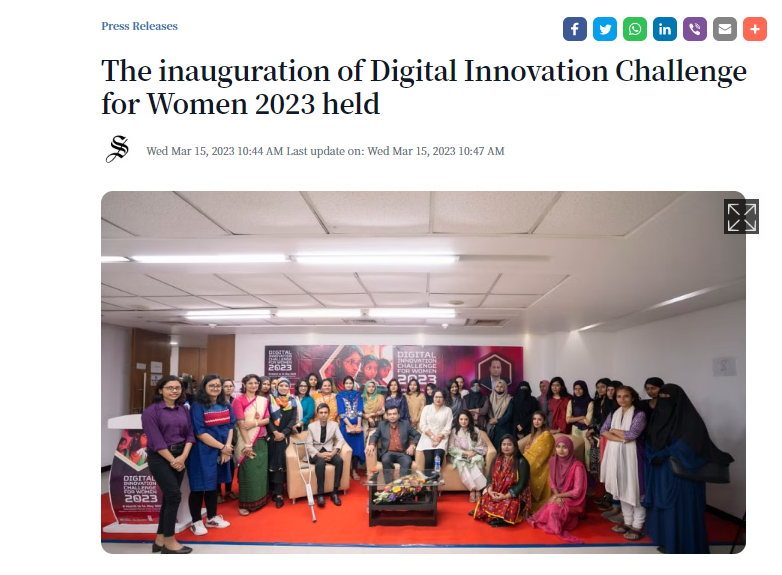 Press Releases
The inauguration of Digital Innovation Challenge
for Women 2023 held
Wed Mar 15, 2023 10:44 AM Last update on: Wed Mar 15, 2023 10:47 AM
DIGITAL
INNOVATION
CHALLENGE
FOR WOMEN
2023
DIGITAL
INNOVATION
CHALLENGE
FOR WOMEN
2023
DIGITAL
INNOVATION
CHALLENGE
FOR WOMEN
2023